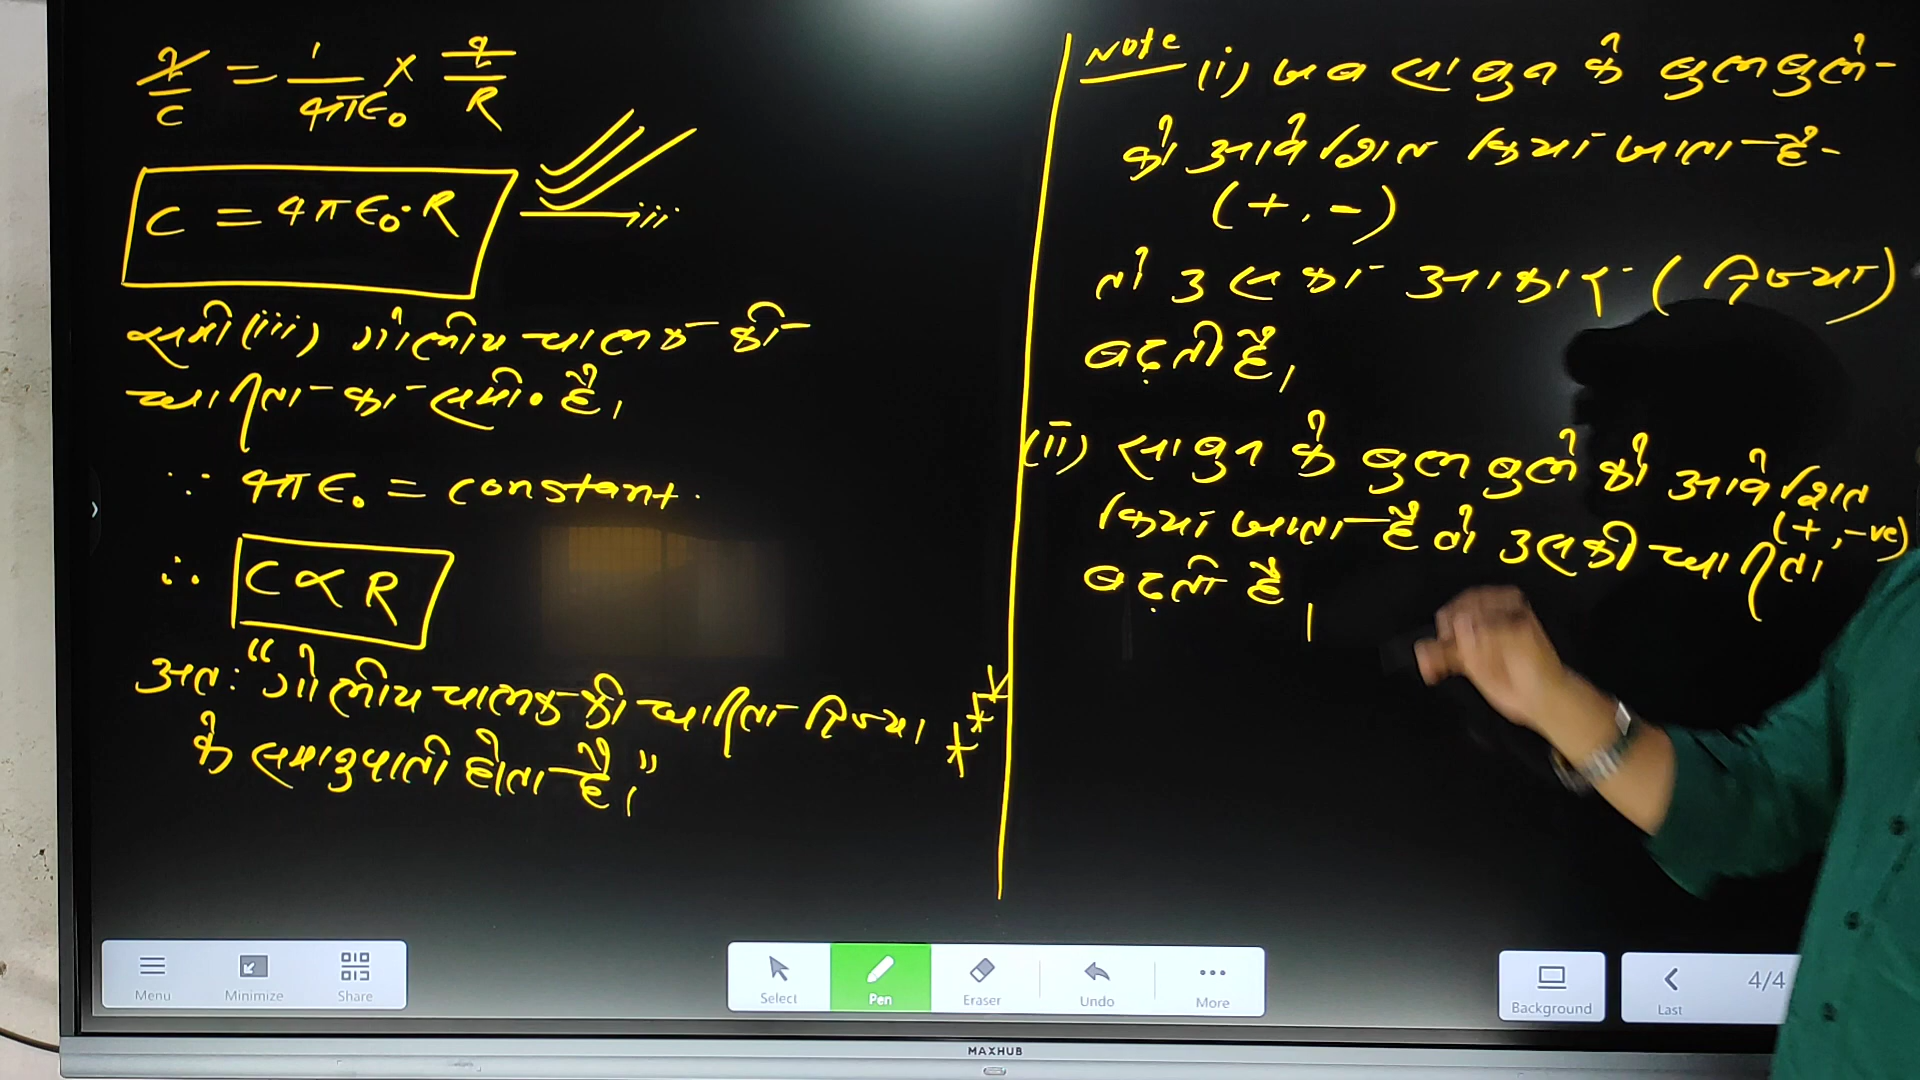 q/c = 1/4πϵ₀ × q/R
C = 4πϵ₀.R —iii
समी(iii) गोलीय चालक की
धारिता का समी॰ है।
∵ 4πϵ₀ = constant.
∴ C ∝ R
अत: "गोलीय चालक की धारिता त्रिज्या
के समानुपाती होता है।"
Note (i) जब साबुन के बुलबुले
को आवेशित किया जाता है-
(+, -)
तो उसका आकार (त्रिज्या)
बढ़ती है।
(ii) साबुन के बुलबुले को आवेशित
(+, -ve)
किया जाता है तो उसकी धारिता
बढ़ती है।
Menu Minimize Share
Select Pen Eraser Undo More
Background Last 4/4
MAXHUB